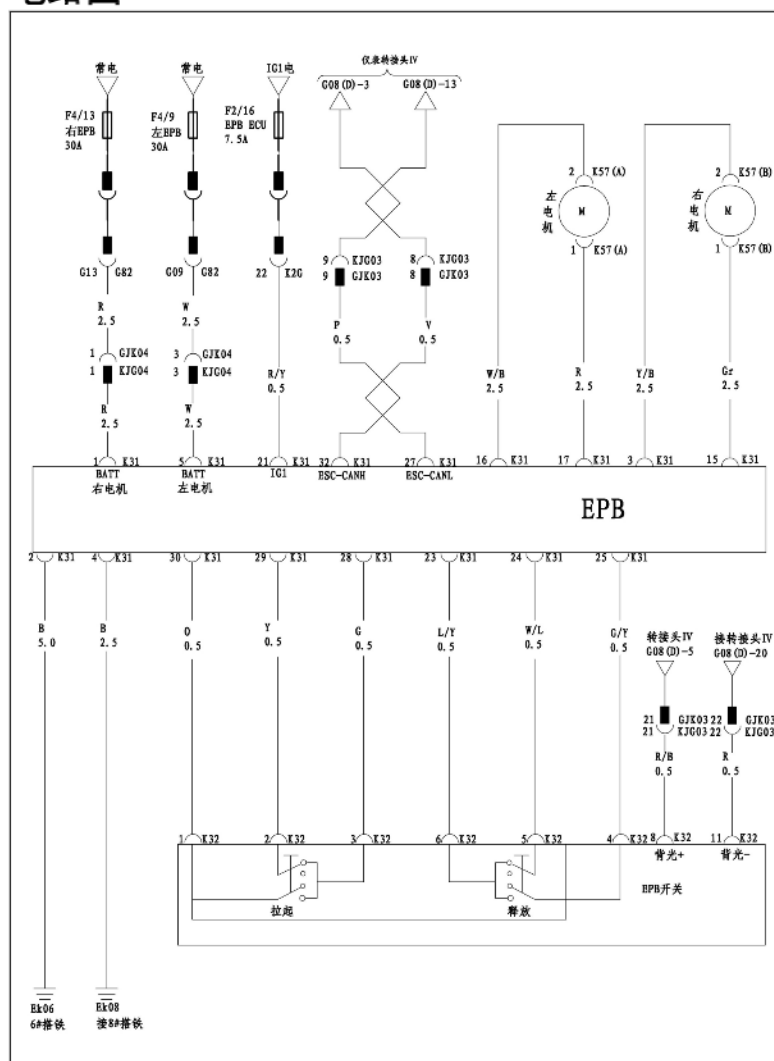 仪表转接头IV
常电 常电 IG1电 G08(D)-3 G08(D)-13
F4/13
右EPB
30A
F4/9
左EPB
30A
F2/16
EPB ECU
7.5A
2 K57(A)
左电机
M
1 K57(A)
2 K57(B)
右电机
M
1 K57(B)
9 KJG03
9 GJK03
8 KJG03
8 GJK03
G13 G82 G09 G82 22 K2G
R
2.5
W
2.5
P
0.5
V
0.5
1 GJK04
1 KJG04
3 GJK04
3 KJG04
R
2.5
W
2.5
R/Y
0.5
W/B
2.5
R
2.5
Y/B
2.5
Gr
2.5
1 K31 5 K31 21 K31 32 K31 27 K31 16 K31 17 K31 3 K31 15 K31
BATT
右电机
BATT
左电机
IG1
ESC-CANH
ESC-CANL
EPB
2 K31 4 K31 30 K31 29 K31 28 K31 23 K31 24 K31 25 K31
B
5.0
B
2.5
O
0.5
Y
0.5
G
0.5
L/Y
0.5
W/L
0.5
G/Y
0.5
转接头IV
G08(D)-5
接转接头IV
G08(D)-20
21 GJK03
21 KJG03
22 GJK03
22 KJG03
R/B
0.5
R
0.5
1 K32 2 K32 3 K32 6 K32 5 K32 4 K32 8 K32 11 K32
背光+ 背光-
拉起
释放
EPB开关
Ek06
6#搭铁
Ek08
接8#搭铁